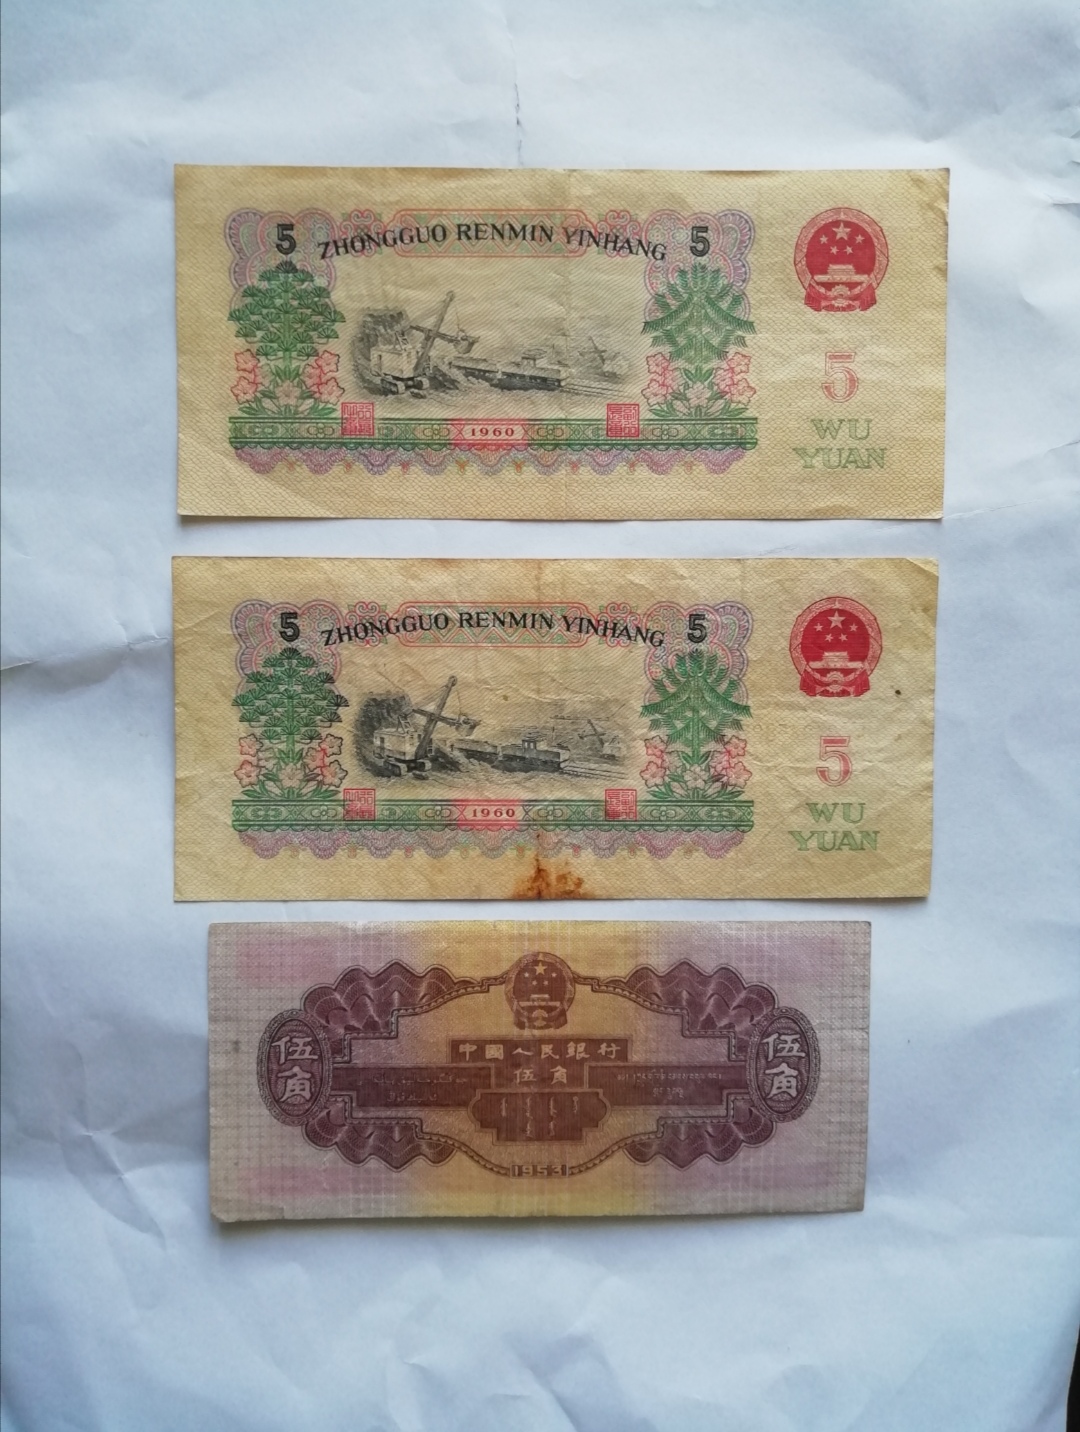 5 ZHONGGUO RENMIN YINHANG 5
5
1960
WU
YUAN
5 ZHONGGUO RENMIN YINHANG 5
5
1960
WU
YUAN
中國人民銀行
伍角 伍角 伍角
1953